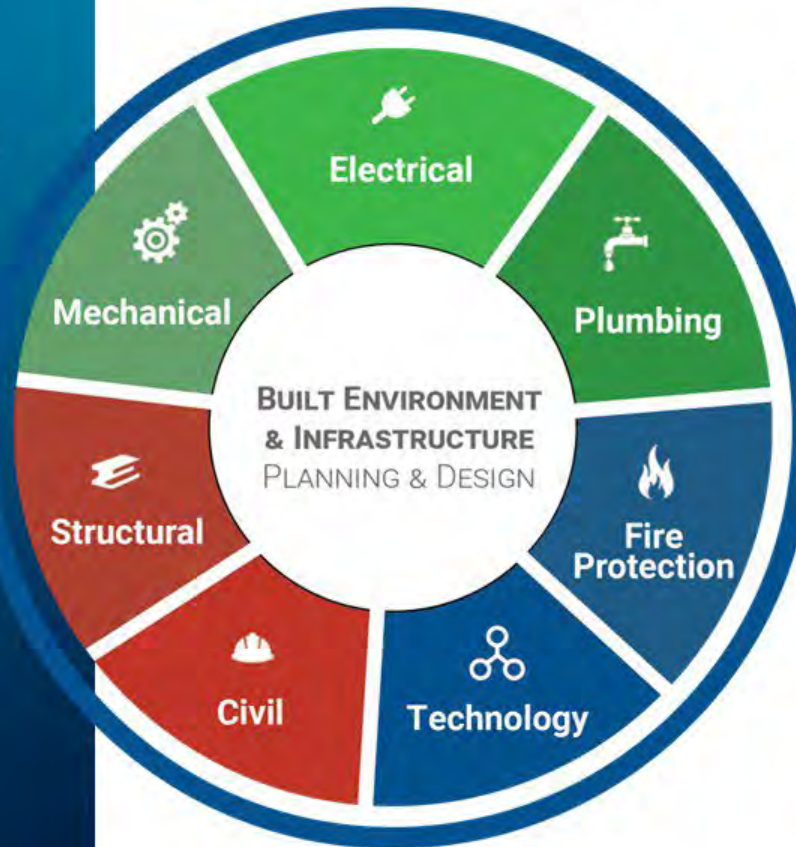 Electrical
Plumbing
Fire
Protection
Technology
Civil
Structural
Mechanical
BUILT ENVIRONMENT
& INFRASTRUCTURE
PLANNING & DESIGN